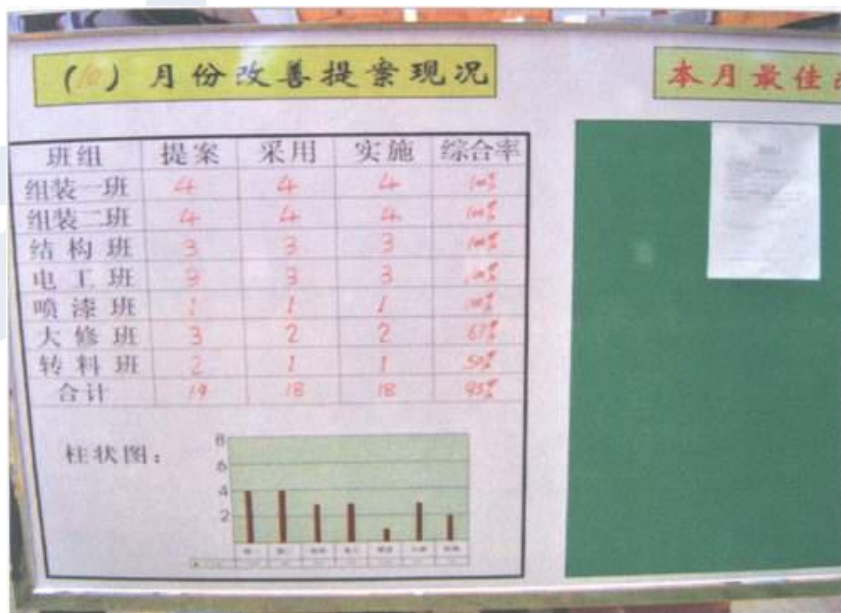 (10) 月份改善提案现况
本月最佳
班组 提案 采用 实施 综合率
组装一班 4 4 4 100%
组装二班 4 4 4 100%
结构班 3 3 3 100%
电工班 3 3 3 100%
喷漆班 1 1 1 100%
大修班 3 2 2 67%
转料班 2 1 1 50%
合计 19 18 18 95%
柱状图：
8
6
4
2